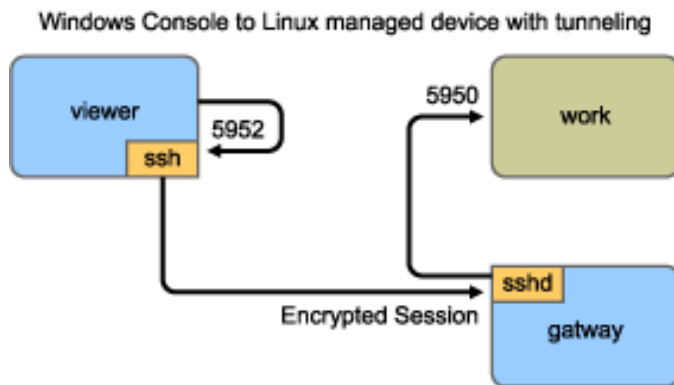 Windows Console to Linux managed device with tunneling
viewer
5952
ssh
5950
work
Encrypted Session
sshd
gatway